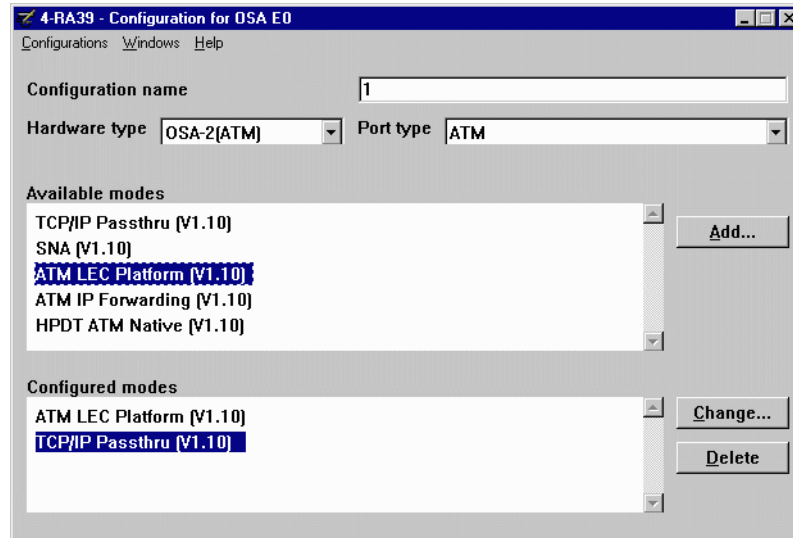 4-RA39 - Configuration for OSA E0
Configurations Windows Help
Configuration name 1
Hardware type OSA-2(ATM) Port type ATM
Available modes
TCP/IP Passthru (V1.10)
SNA (V1.10)
ATM LEC Platform (V1.10)
ATM IP Forwarding (V1.10)
HPDT ATM Native (V1.10)
Add...
Configured modes
ATM LEC Platform (V1.10)
TCP/IP Passthru (V1.10)
Change...
Delete